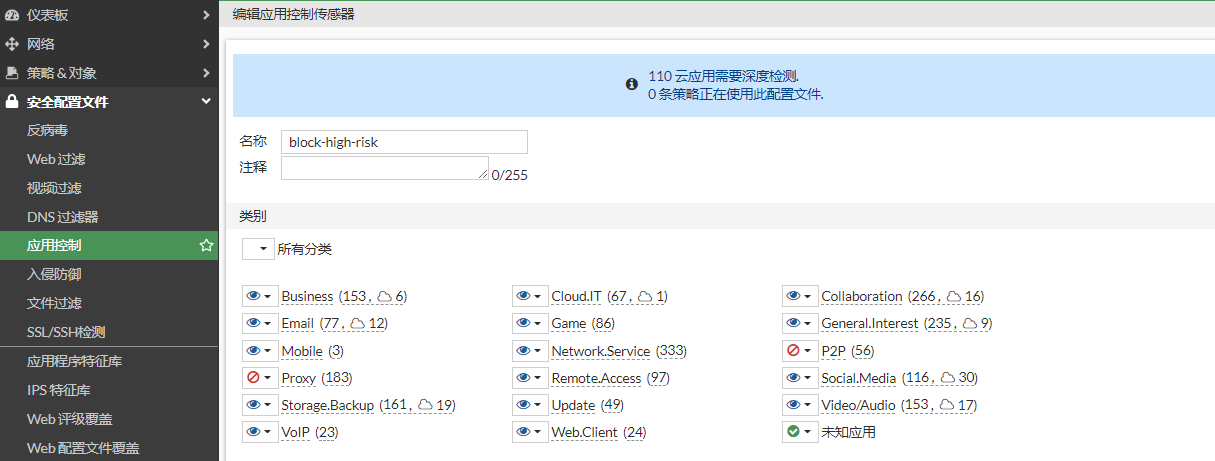 仪表板
网络
策略 & 对象
安全配置文件
反病毒
Web 过滤
视频过滤
DNS 过滤器
应用控制
入侵防御
文件过滤
SSL/SSH检测
应用程序特征库
IPS 特征库
Web 评级覆盖
Web 配置文件覆盖
编辑应用控制传感器
110 云应用需要深度检测.
0 条策略正在使用此配置文件.
名称 block-high-risk
注释 0/255
类别
所有分类
Business (153, 6) Cloud.IT (67, 1) Collaboration (266, 16)
Email (77, 12) Game (86) General.Interest (235, 9)
Mobile (3) Network.Service (333) P2P (56)
Proxy (183) Remote.Access (97) Social.Media (116, 30)
Storage.Backup (161, 19) Update (49) Video/Audio (153, 17)
VoIP (23) Web.Client (24) 未知应用